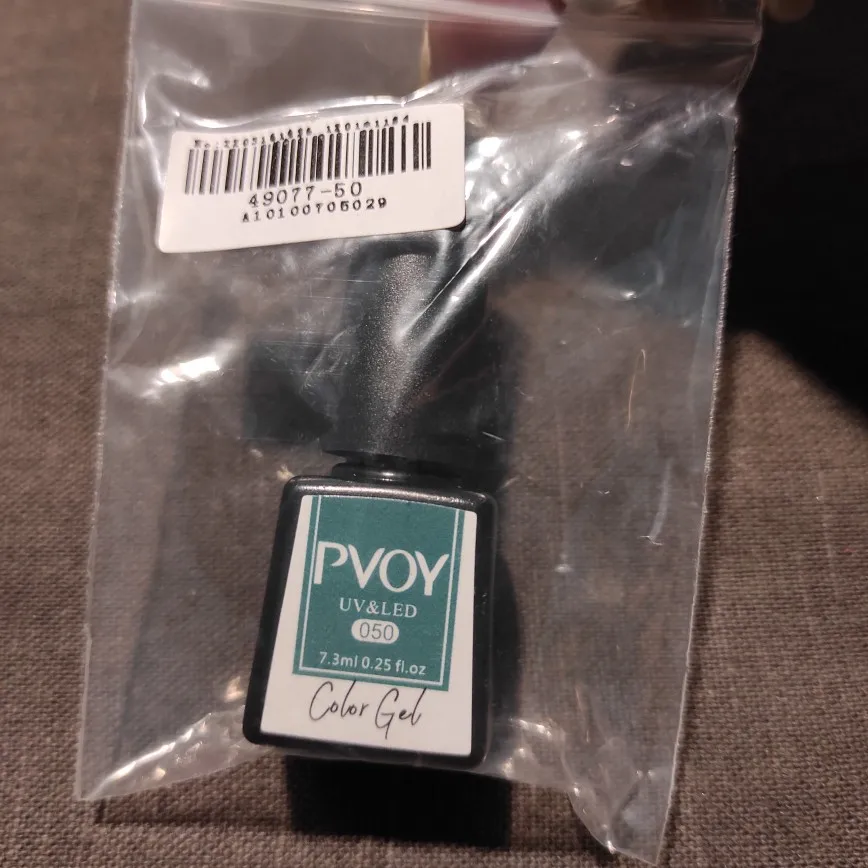 49077-50
A10100705029
PVOY
UV&LED
050
7.3ml 0.25 fl.oz
Color Gel